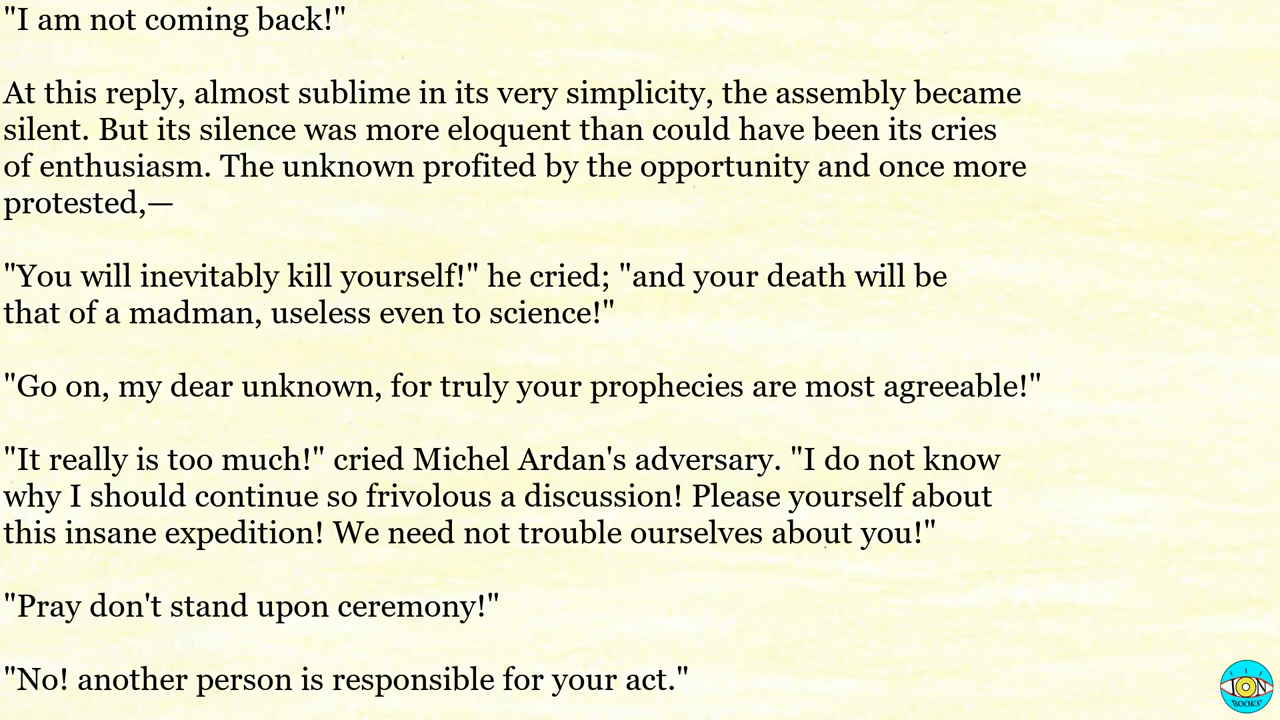 "I am not coming back!"
At this reply, almost sublime in its very simplicity, the assembly became
silent. But its silence was more eloquent than could have been its cries
of enthusiasm. The unknown profited by the opportunity and once more
protested,—
"You will inevitably kill yourself!" he cried; "and your death will be
that of a madman, useless even to science!"
"Go on, my dear unknown, for truly your prophecies are most agreeable!"
"It really is too much!" cried Michel Ardan's adversary. "I do not know
why I should continue so frivolous a discussion! Please yourself about
this insane expedition! We need not trouble ourselves about you!"
"Pray don't stand upon ceremony!"
"No! another person is responsible for your act."
ION
BOOKS